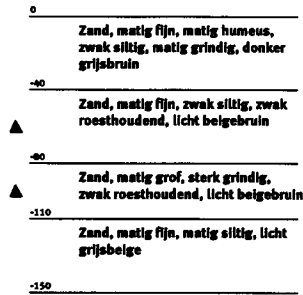 0
Zand, matig fijn, matig humeus,
zwak siltig, matig grindig, donker
grijsbruin
-40
Zand, matig fijn, zwak siltig, zwak
roesthoudend, licht beigebruin
-80
Zand, matig grof, sterk grindig,
zwak roesthoudend, licht beigebruin
-110
Zand, matig fijn, matig siltig, licht
grijsbeige
-150